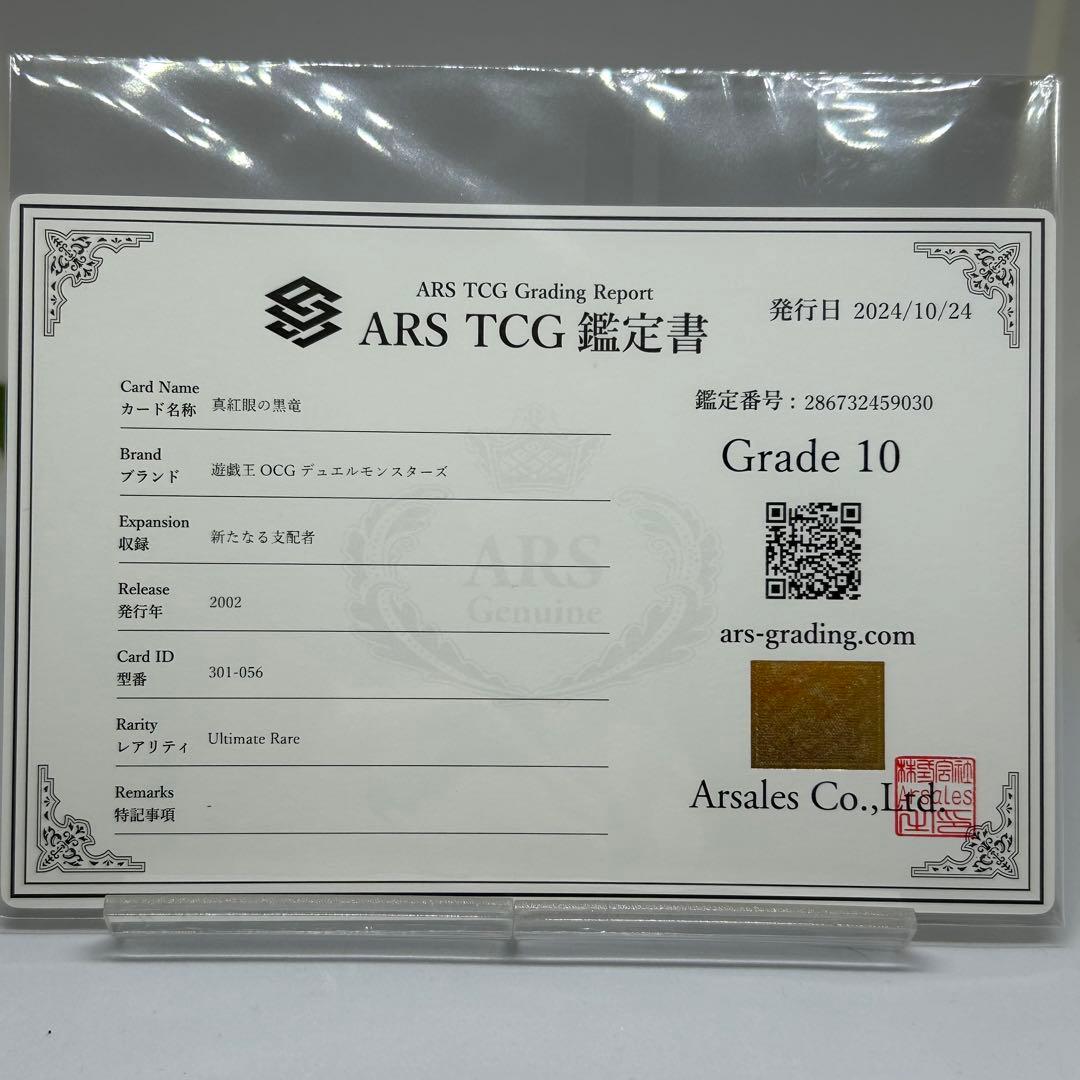 ARS TCG Grading Report
ARS TCG 鑑定書
発行日 2024/10/24
Card Name
カード名称 真紅眼の黒竜
Brand
ブランド 遊戯王 OCG デュエルモンスターズ
Expansion
収録 新たなる支配者
Release
発行年 2002
Card ID
型番 301-056
Rarity
レアリティ Ultimate Rare
Remarks
特記事項 -
鑑定番号 : 286732459030
Grade 10
ars-grading.com
Arsales Co.,Ltd.
ARS
Genuine
Arsales